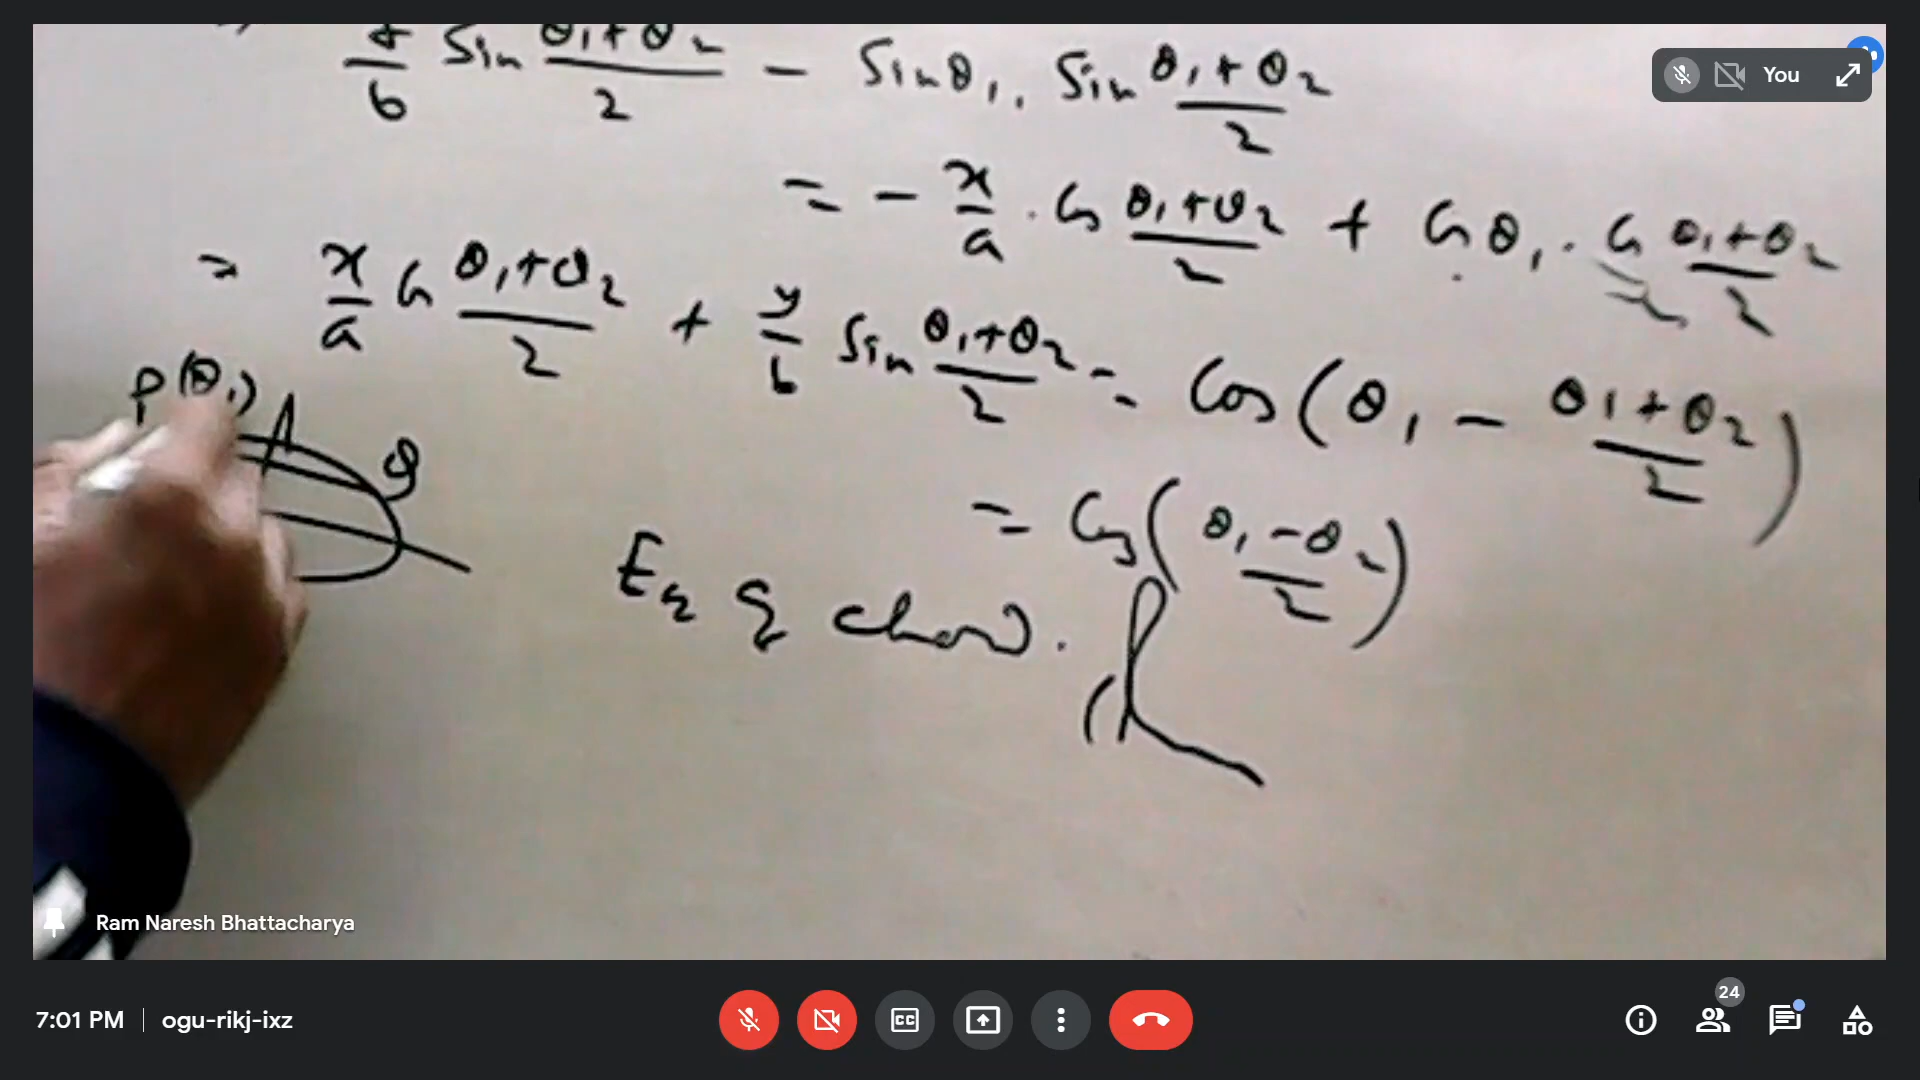 y/b Sin (θ₁+θ₂)/2 - Sinθ₁. Sin (θ₁+θ₂)/2
You
= - x/a . Cos (θ₁+θ₂)/2 + Cos θ₁ . Cos (θ₁+θ₂)/2
= x/a Cos (θ₁+θ₂)/2 + y/b Sin (θ₁+θ₂)/2 = Cos(θ₁ - (θ₁+θ₂)/2)
P(θ₁)
Q
= Cos((θ₁-θ₂)/2)
Eq of chord.
Ram Naresh Bhattacharya
7:01 PM | ogu-rikj-ixz
CC
24